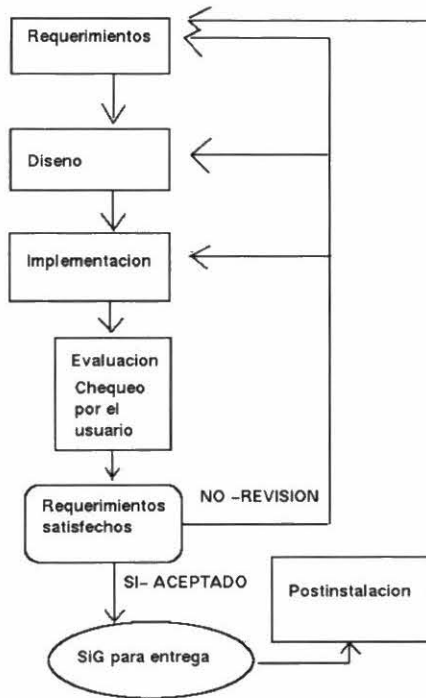 Requerimientos
Diseno
Implementacion
Evaluacion
Chequeo
por el
usuario
Requerimientos
satisfechos
NO -REVISION
SI- ACEPTADO
Postinstalacion
SiG para entrega